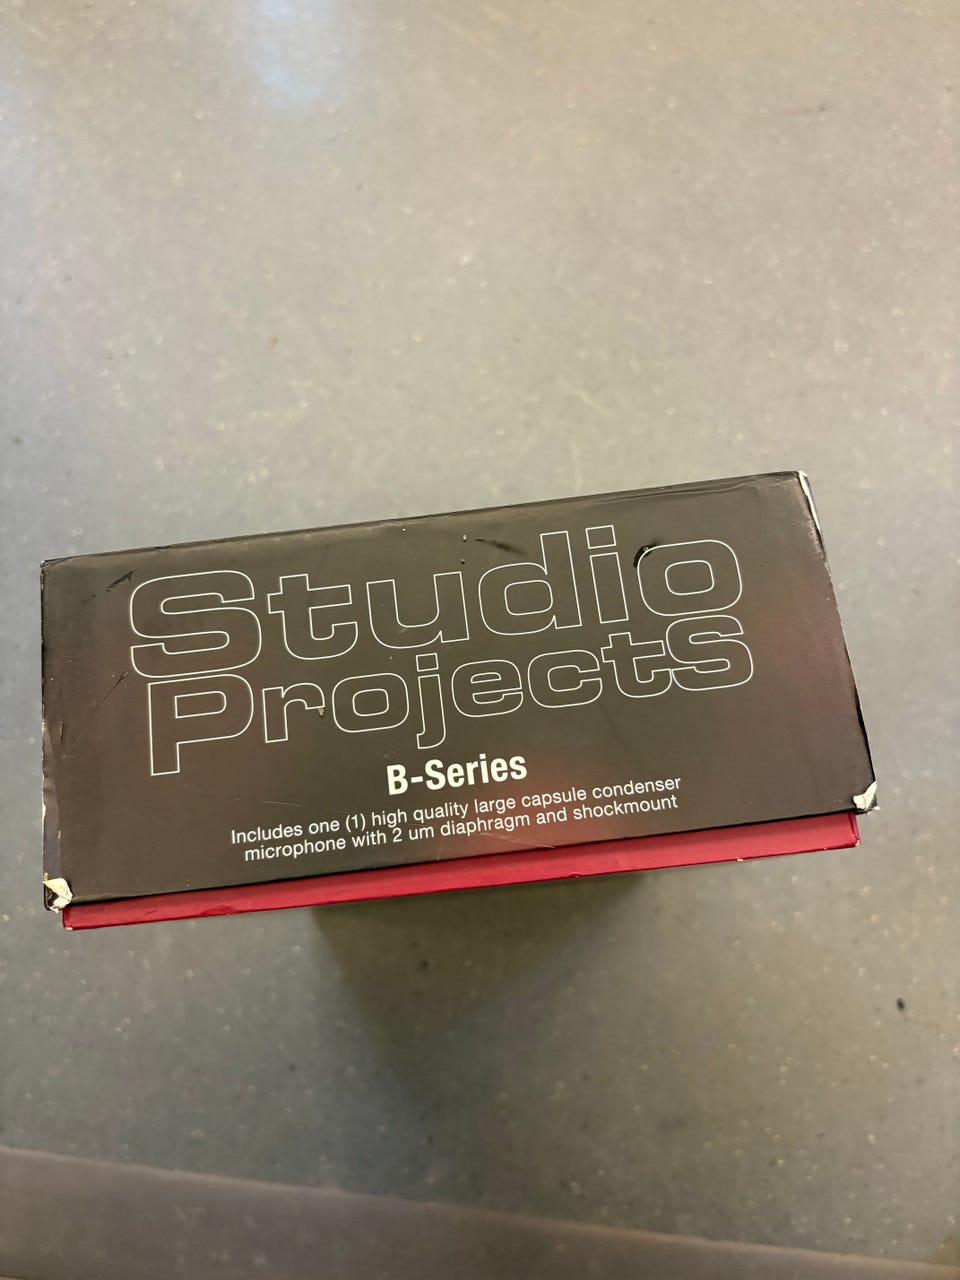 Studio
Projects
B-Series
Includes one (1) high quality large capsule condenser
microphone with 2 um diaphragm and shockmount